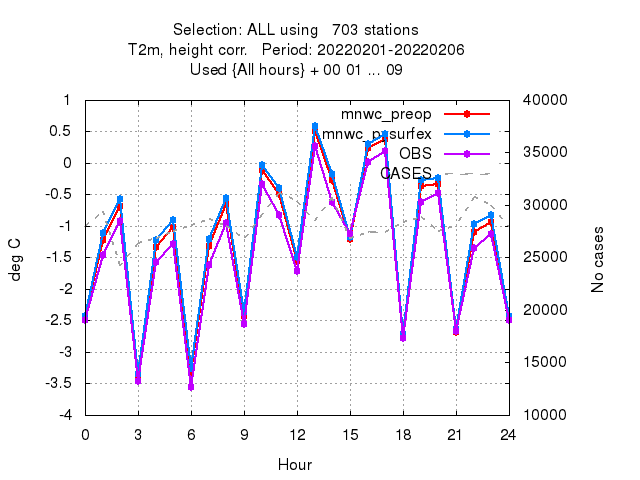 Selection: ALL using 703 stations
T2m, height corr. Period: 20220201-20220206
Used {All hours} + 00 01 ... 09
1 40000
mnwc_preop
0.5 mnwc_ppsurfex 35000
OBS
0 CASES
-0.5 30000
-1
-1.5 25000
-2 20000
-2.5
-3 15000
-3.5
-4 10000
deg C
No cases
0 3 6 9 12 15 18 21 24
Hour